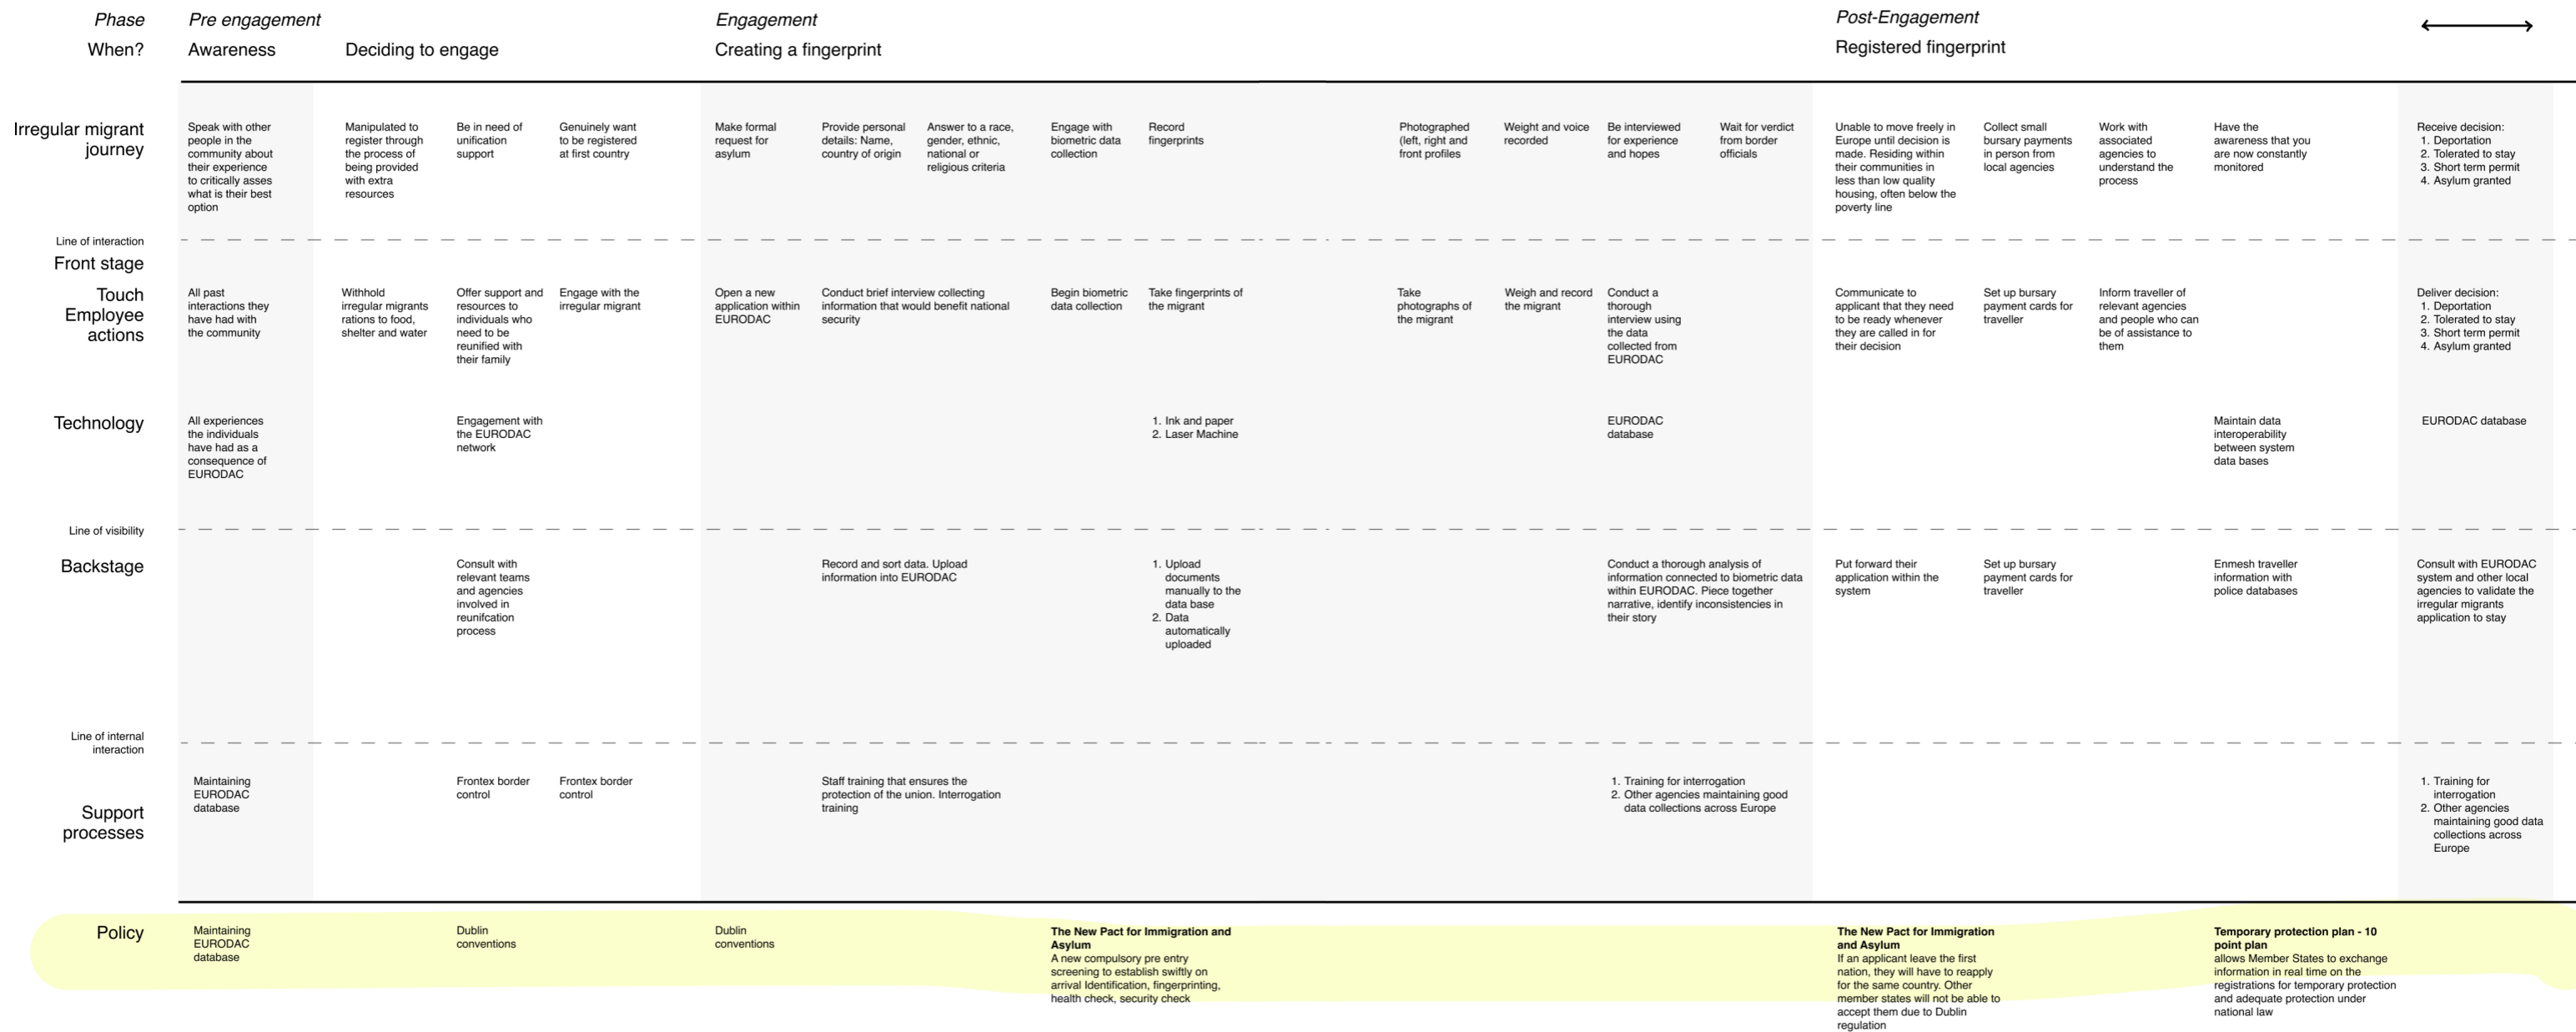 Phase
Pre engagement
Engagement
Post-Engagement
When?
Awareness
Deciding to engage
Creating a fingerprint
Registered fingerprint
Irregular migrant
journey
Speak with other
people in the
community about
their experience
to critically asses
what is their best
option
Manipulated to
register through
the process of
being provided
with extra
resources
Be in need of
unification
support
Genuinely want
to be registered
at first country
Make formal
request for
asylum
Provide personal
details: Name,
country of origin
Answer to a race,
gender, ethnic,
national or
religious criteria
Engage with
biometric data
collection
Record
fingerprints
Photographed
(left, right and
front profiles
Weight and voice
recorded
Be interviewed
for experience
and hopes
Wait for verdict
from border
officials
Unable to move freely in
Europe until decision is
made. Residing within
their communities in
less than low quality
housing, often below the
poverty line
Collect small
bursary payments
in person from
local agencies
Work with
associated
agencies to
understand the
process
Have the
awareness that you
are now constantly
monitored
Receive decision:
1. Deportation
2. Tolerated to stay
3. Short term permit
4. Asylum granted
Line of interaction
Front stage
Touch
Employee
actions
All past
interactions they
have had with
the community
Withhold
irregular migrants
rations to food,
shelter and water
Offer support and
resources to
individuals who
need to be
reunified with
their family
Engage with the
irregular migrant
Open a new
application within
EURODAC
Conduct brief interview collecting
information that would benefit national
security
Begin biometric
data collection
Take fingerprints of
the migrant
Take
photographs of
the migrant
Weigh and record
the migrant
Conduct a
thorough
interview using
the data
collected from
EURODAC
Communicate to
applicant that they need
to be ready whenever
they are called in for
their decision
Set up bursary
payment cards for
traveller
Inform traveller of
relevant agencies
and people who can
be of assistance to
them
Deliver decision:
1. Deportation
2. Tolerated to stay
3. Short term permit
4. Asylum granted
Technology
All experiences
the individuals
have had as a
consequence of
EURODAC
Engagement with
the EURODAC
network
1. Ink and paper
2. Laser Machine
EURODAC
database
Maintain data
interoperability
between system
data bases
EURODAC database
Line of visibility
Backstage
Consult with
relevant teams
and agencies
involved in
reunifcation
process
Record and sort data. Upload
information into EURODAC
1. Upload
documents
manually to the
data base
2. Data
automatically
uploaded
Conduct a thorough analysis of
information connected to biometric data
within EURODAC. Piece together
narrative, identify inconsistencies in
their story
Put forward their
application within the
system
Set up bursary
payment cards for
traveller
Enmesh traveller
information with
police databases
Consult with EURODAC
system and other local
agencies to validate the
irregular migrants
application to stay
Line of internal
interaction
Support
processes
Maintaining
EURODAC
database
Frontex border
control
Frontex border
control
Staff training that ensures the
protection of the union. Interrogation
training
1. Training for interrogation
2. Other agencies maintaining good
data collections across Europe
1. Training for
interrogation
2. Other agencies
maintaining good data
collections across
Europe
Policy
Maintaining
EURODAC
database
Dublin
conventions
Dublin
conventions
The New Pact for Immigration and
Asylum
A new compulsory pre entry
screening to establish swiftly on
arrival Identification, fingerprinting,
health check, security check
The New Pact for Immigration
and Asylum
If an applicant leave the first
nation, they will have to reapply
for the same country. Other
member states will not be able to
accept them due to Dublin
regulation
Temporary protection plan - 10
point plan
allows Member States to exchange
information in real time on the
registrations for temporary protection
and adequate protection under
national law